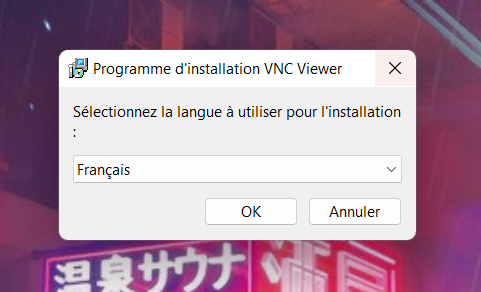 Programme d'installation VNC Viewer
Sélectionnez la langue à utiliser pour l'installation
:
Français
OK
Annuler
温泉サウナ